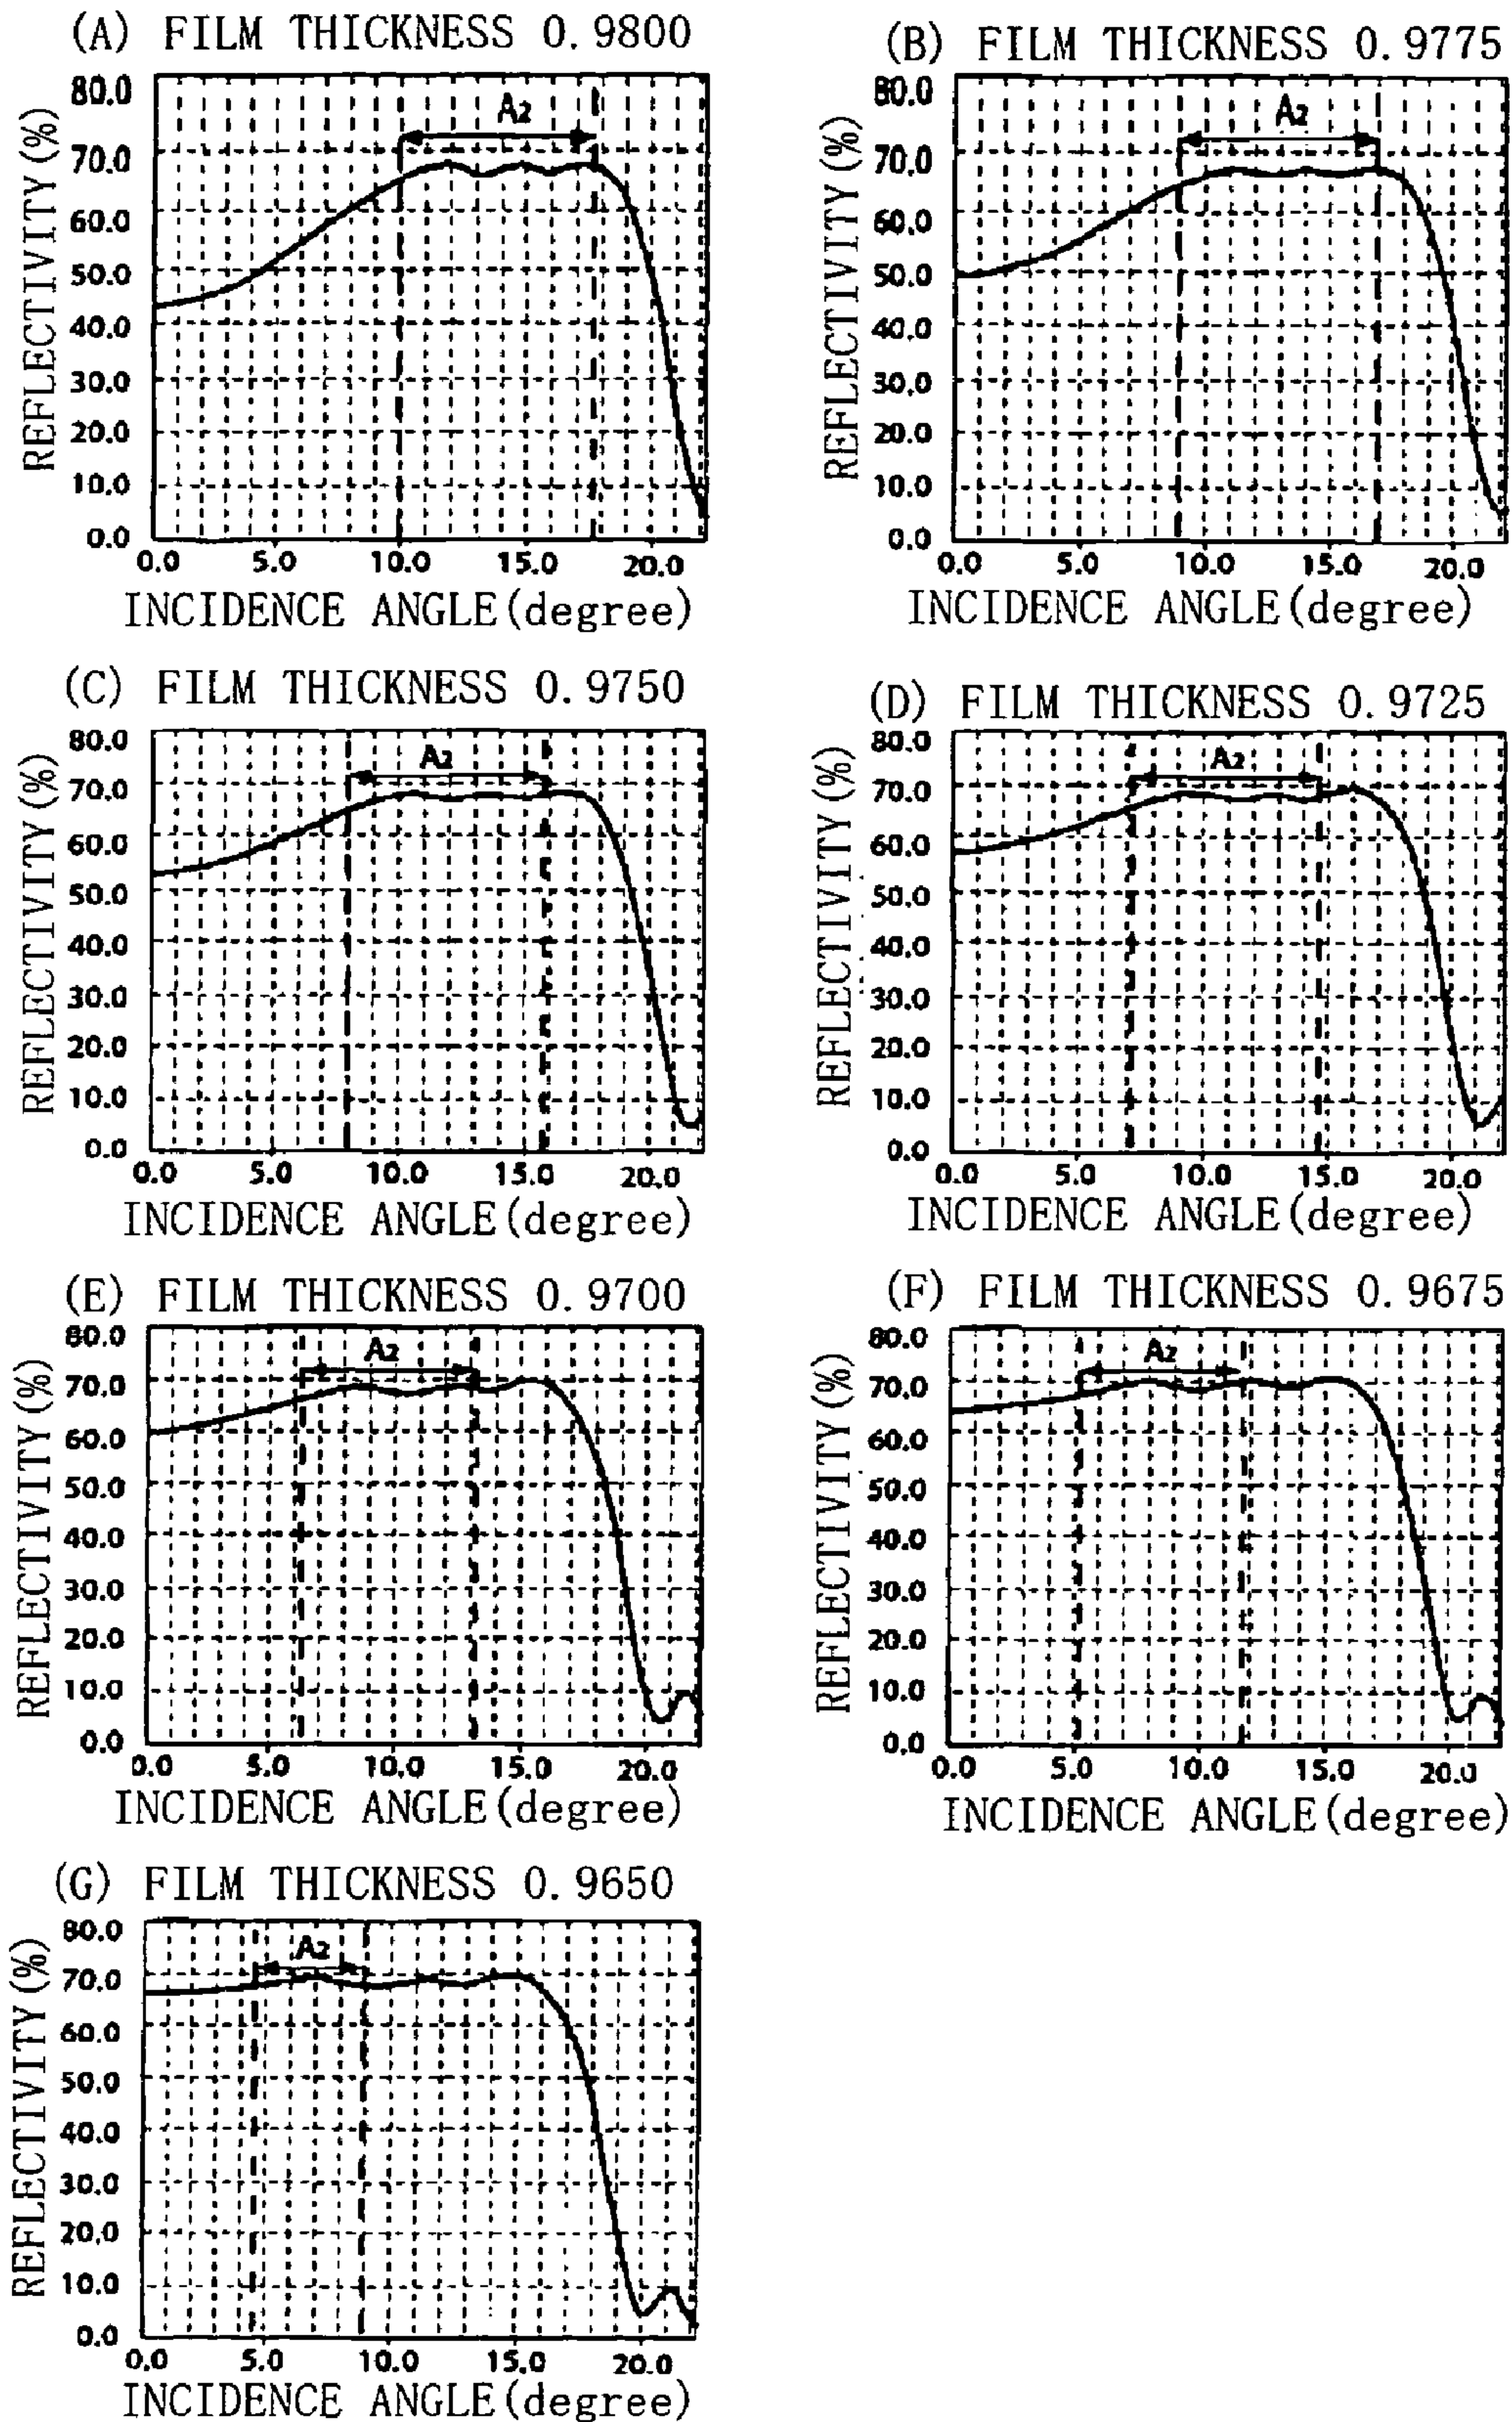 (A) FILM THICKNESS 0.9800
REFLECTIVITY(%)
80.0
70.0
60.0
50.0
40.0
30.0
20.0
10.0
0.0
A2
0.0 5.0 10.0 15.0 20.0
INCIDENCE ANGLE(degree)
(B) FILM THICKNESS 0.9775
REFLECTIVITY(%)
80.0
70.0
60.0
50.0
40.0
30.0
20.0
10.0
0.0
A2
0.0 5.0 10.0 15.0 20.0
INCIDENCE ANGLE(degree)
(C) FILM THICKNESS 0.9750
REFLECTIVITY(%)
80.0
70.0
60.0
50.0
40.0
30.0
20.0
10.0
0.0
A2
0.0 5.0 10.0 15.0 20.0
INCIDENCE ANGLE(degree)
(D) FILM THICKNESS 0.9725
REFLECTIVITY(%)
80.0
70.0
60.0
50.0
40.0
30.0
20.0
10.0
0.0
A2
0.0 5.0 10.0 15.0 20.0
INCIDENCE ANGLE(degree)
(E) FILM THICKNESS 0.9700
REFLECTIVITY(%)
80.0
70.0
60.0
50.0
40.0
30.0
20.0
10.0
0.0
A2
0.0 5.0 10.0 15.0 20.0
INCIDENCE ANGLE(degree)
(F) FILM THICKNESS 0.9675
REFLECTIVITY(%)
80.0
70.0
60.0
50.0
40.0
30.0
20.0
10.0
0.0
A2
0.0 5.0 10.0 15.0 20.0
INCIDENCE ANGLE(degree)
(G) FILM THICKNESS 0.9650
REFLECTIVITY(%)
80.0
70.0
60.0
50.0
40.0
30.0
20.0
10.0
0.0
A2
0.0 5.0 10.0 15.0 20.0
INCIDENCE ANGLE(degree)